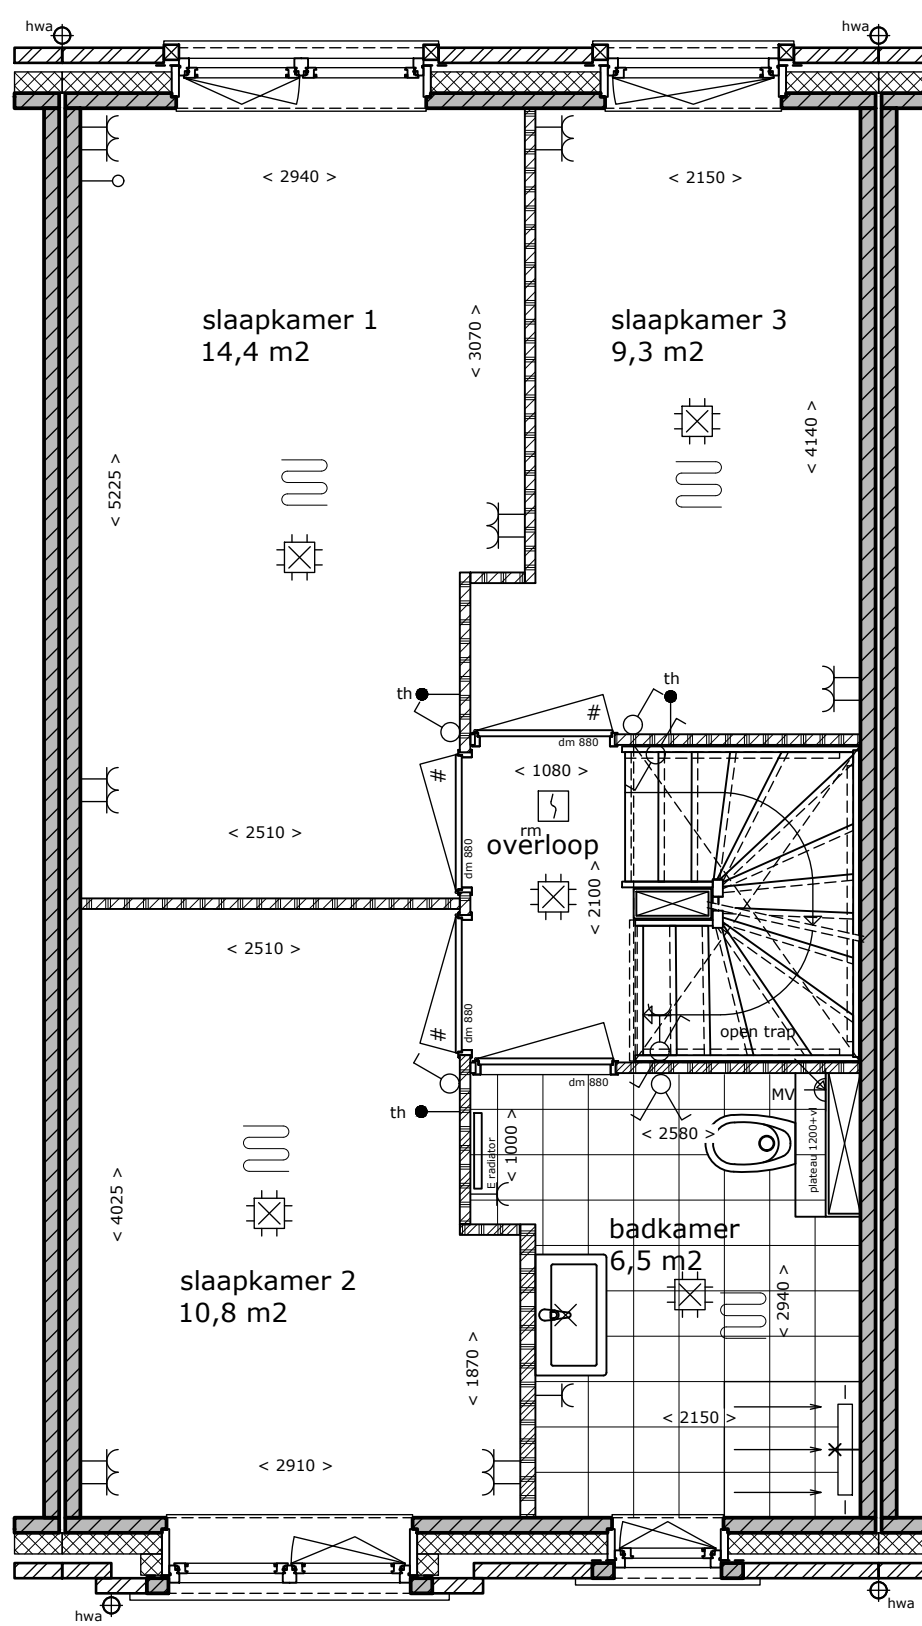 hwa
hwa
< 2940 >
< 2150 >
slaapkamer 1
14,4 m2
< 3070 >
slaapkamer 3
9,3 m2
< 4140 >
< 5225 >
th
th
#
dm 880
< 1080 >
#
rm
overloop
< 2510 >
dm 880
< 2100 >
< 2510 >
dm 880
#
open trap
dm 880
MV
th
E radiator
< 1000 >
< 2580 >
plateau 1200+vl
< 4025 >
badkamer
6,5 m2
slaapkamer 2
10,8 m2
< 2940 >
< 1870 >
< 2150 >
< 2910 >
hwa
hwa